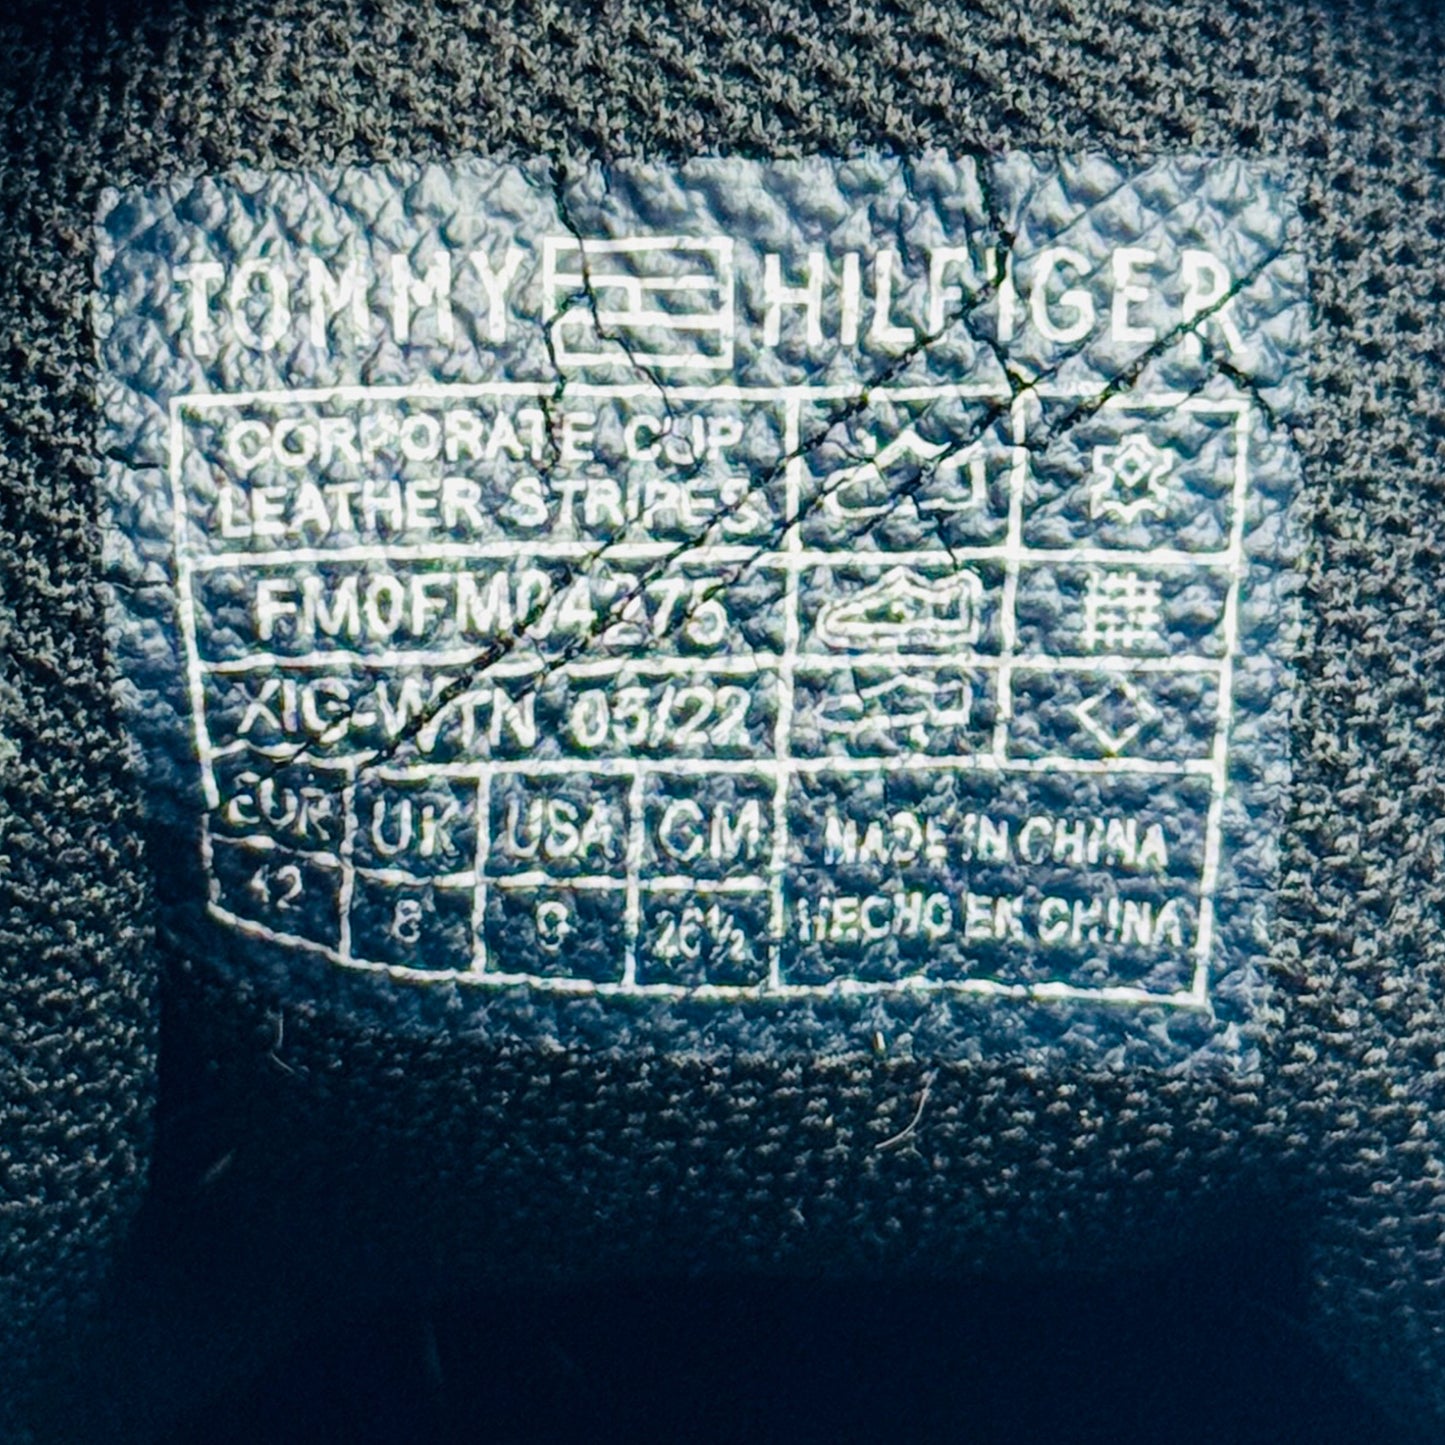 TOMMY HILFIGER
CORPORATE CUP
LEATHER STRIPES
FM0FM04275
XIC-WTN 05/22
EUR UK USA CM
42 8 9 26½
MADE IN CHINA
HECHO EN CHINA